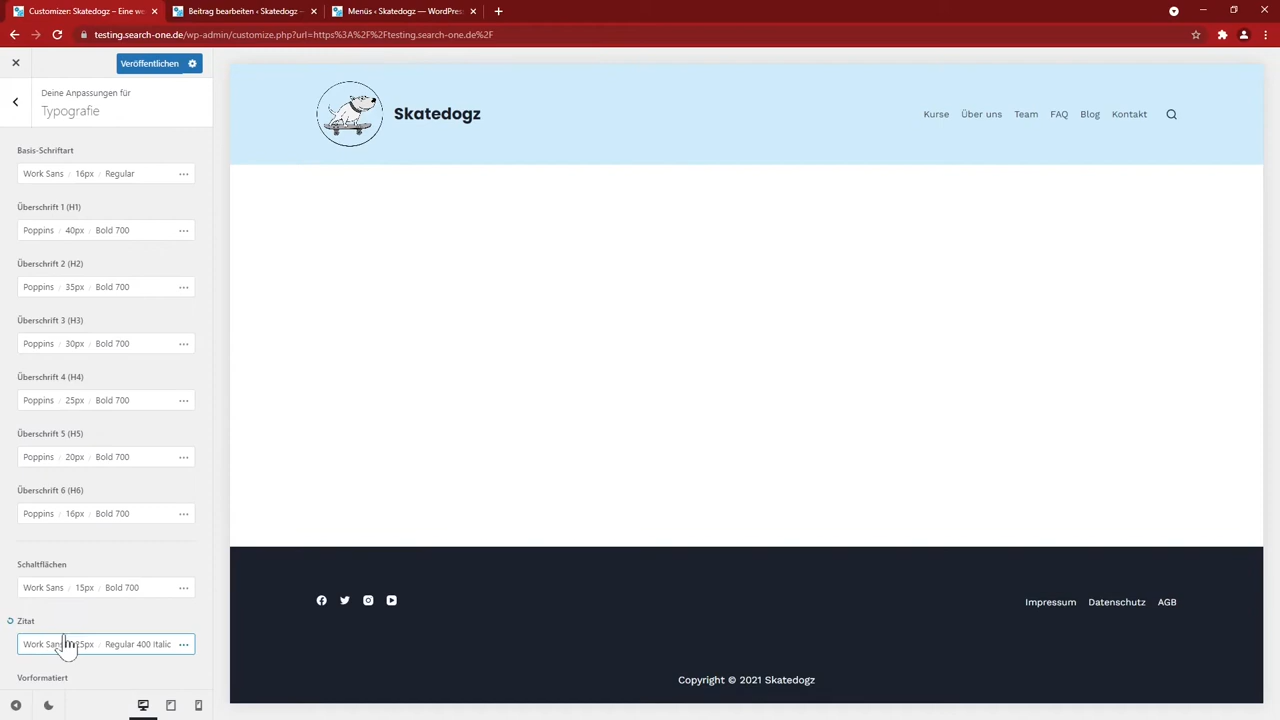 Customizer: Skatedogz – Eine we
Beitrag bearbeiten ‹ Skatedogz –
Menüs ‹ Skatedogz — WordPres
testing.search-one.de/wp-admin/customize.php?url=https%3A%2F%2Ftesting.search-one.de%2F
Veröffentlichen
Deine Anpassungen für
Typografie
Basis-Schriftart
Work Sans / 16px / Regular
Überschrift 1 (H1)
Poppins / 40px / Bold 700
Überschrift 2 (H2)
Poppins / 35px / Bold 700
Überschrift 3 (H3)
Poppins / 30px / Bold 700
Überschrift 4 (H4)
Poppins / 25px / Bold 700
Überschrift 5 (H5)
Poppins / 20px / Bold 700
Überschrift 6 (H6)
Poppins / 16px / Bold 700
Schaltflächen
Work Sans / 15px / Bold 700
Zitat
Work Sans / 25px / Regular 400 Italic
Vorformatiert
Skatedogz
Kurse Über uns Team FAQ Blog Kontakt
Impressum Datenschutz AGB
Copyright © 2021 Skatedogz